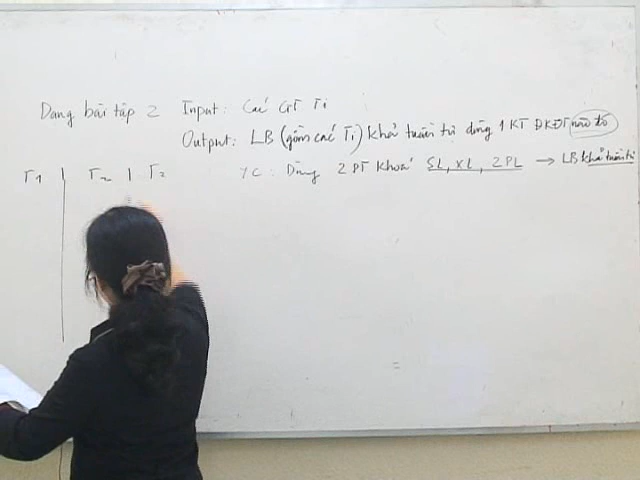 Dạng bài tập 2 Input: Các GT Ti
Output: LB (gồm các Ti) khả tuần tự dùng 1 KT ĐKĐT nào đó
T1 | T2 | T3 YC: Dùng 2 PT khoá SL, XL, 2PL → LB khả tuần tự